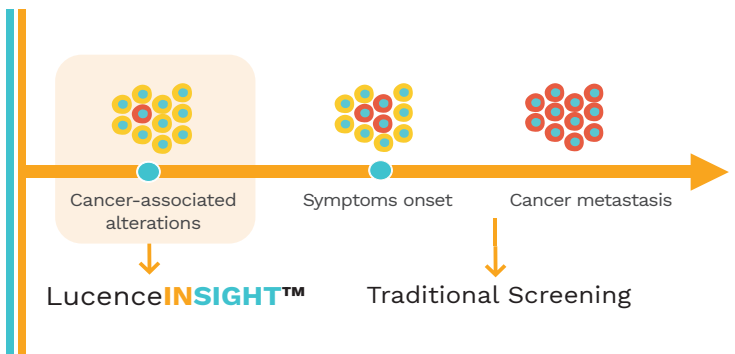 Cancer-associated
alterations
Symptoms onset
Cancer metastasis
LucenceINSIGHT™
Traditional Screening